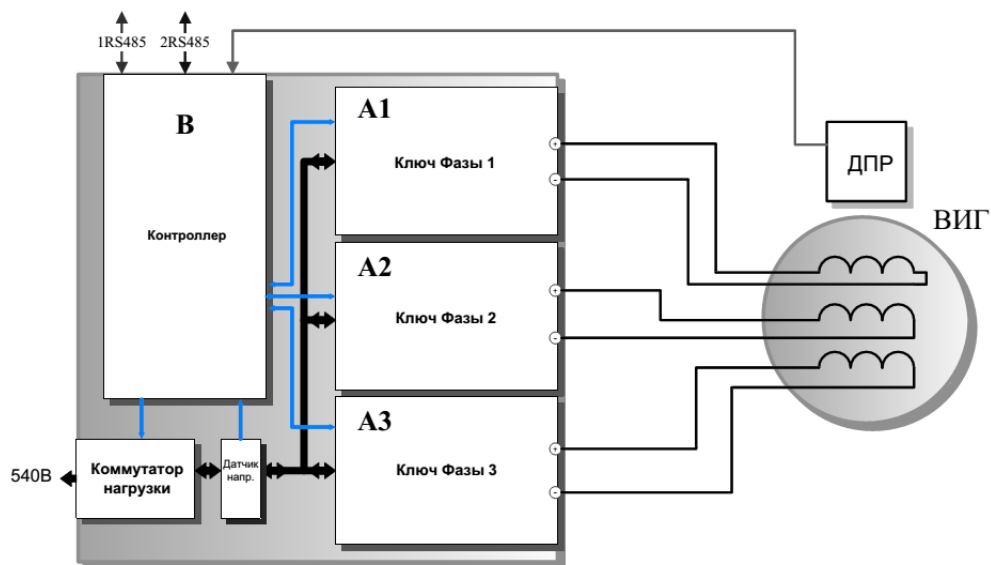 1RS485 2RS485
B
Контроллер
A1
Ключ Фазы 1
+
-
A2
Ключ Фазы 2
+
-
A3
Ключ Фазы 3
+
-
ДПР
ВИГ
540В
Коммутатор
нагрузки
Датчик
напр.